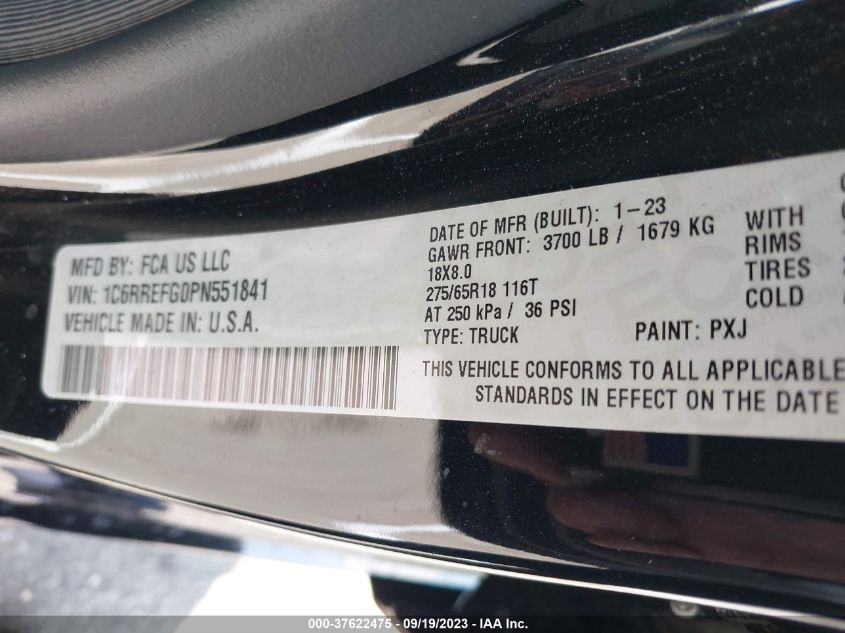 MFD BY: FCA US LLC
VIN: 1C6RREFG0PN551841
VEHICLE MADE IN: U.S.A.
DATE OF MFR (BUILT): 1-23
GAWR FRONT: 3700 LB / 1679 KG
18X8.0
275/65R18 116T
AT 250 kPa / 36 PSI
TYPE: TRUCK PAINT: PXJ
WITH
RIMS
TIRES
COLD
THIS VEHICLE CONFORMS TO ALL APPLICABLE
STANDARDS IN EFFECT ON THE DATE
000-37622475 - 09/19/2023 - IAA Inc.